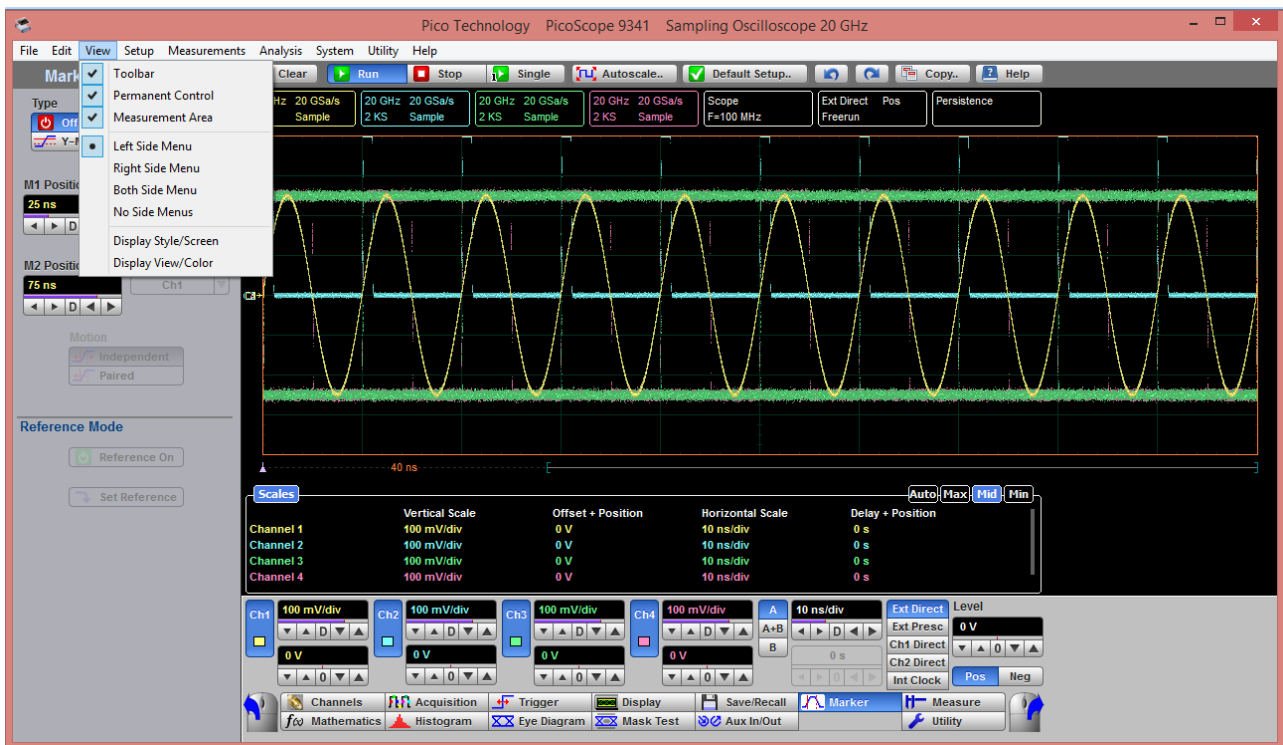 Pico Technology PicoScope 9341 Sampling Oscilloscope 20 GHz
File Edit View Setup Measurements Analysis System Utility Help
Clear Run Stop Single Autoscale.. Default Setup.. Copy.. Help
Toolbar
Permanent Control
Measurement Area
Left Side Menu
Right Side Menu
Both Side Menu
No Side Menus
Display Style/Screen
Display View/Color
Type
Off
M1
25 ns
D
M2
75 ns
Ch1
D
Motion
Independent
Paired
Reference Mode
Reference On
Set Reference
Hz 20 GSa/s
Sample
20 GHz 20 GSa/s
2 KS Sample
20 GHz 20 GSa/s
2 KS Sample
20 GHz 20 GSa/s
2 KS Sample
Scope
F=100 MHz
Ext Direct Pos
Freerun
Persistence
40 ns
Scales Auto Max Mid Min
Vertical Scale Offset + Position Horizontal Scale Delay + Position
Channel 1 100 mV/div 0 V 10 ns/div 0 s
Channel 2 100 mV/div 0 V 10 ns/div 0 s
Channel 3 100 mV/div 0 V 10 ns/div 0 s
Channel 4 100 mV/div 0 V 10 ns/div 0 s
Ch1 100 mV/div Ch2 100 mV/div Ch3 100 mV/div Ch4 100 mV/div A 10 ns/div Ext Direct Level
D D D D A+B D Ext Presc 0 V
0 V 0 V 0 V 0 V B 0 s Ch1 Direct 0
Ch2 Direct
0 0 0 0 0 Int Clock Pos Neg
Channels Acquisition Trigger Display Save/Recall Marker Measure
f(ω) Mathematics Histogram Eye Diagram Mask Test Aux In/Out Utility